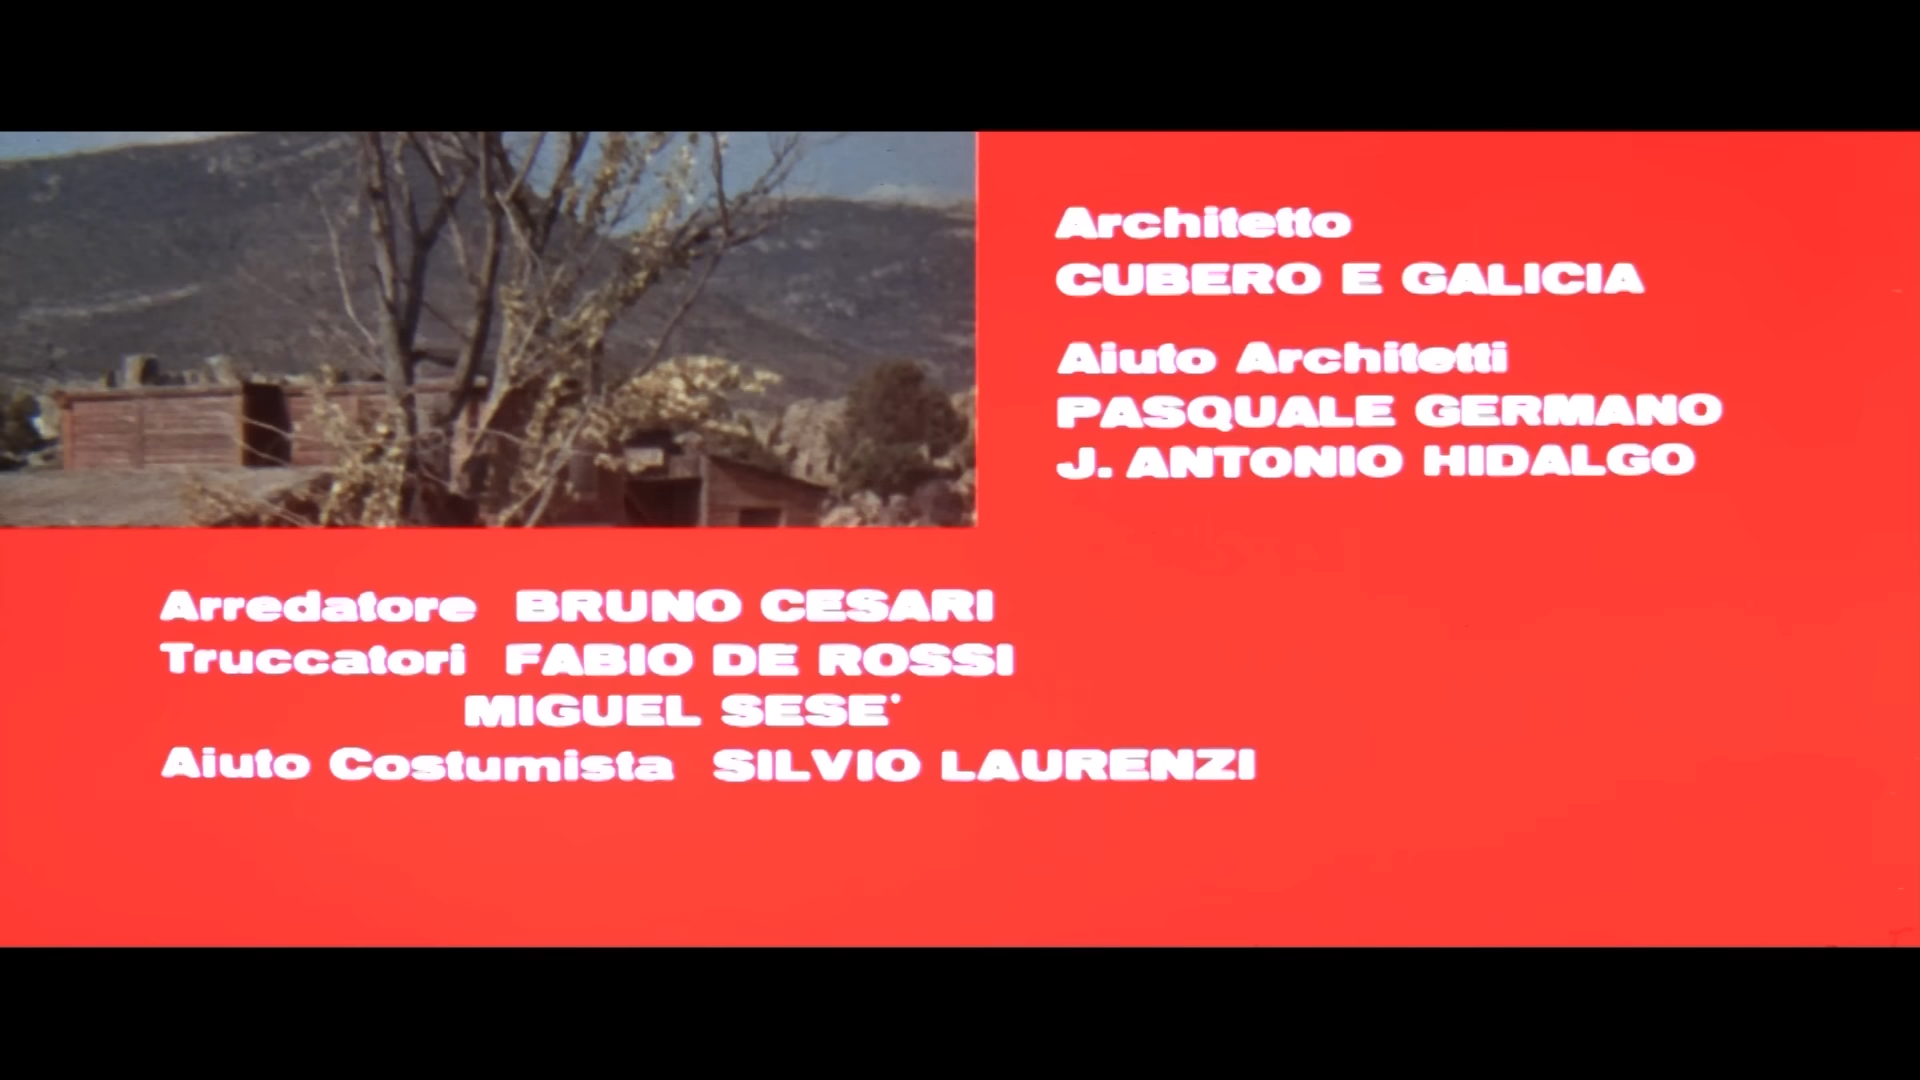 Architetto
CUBERO E GALICIA
Aiuto Architetti
PASQUALE GERMANO
J. ANTONIO HIDALGO
Arredatore BRUNO CESARI
Truccatori FABIO DE ROSSI
MIGUEL SESE'
Aiuto Costumista SILVIO LAURENZI